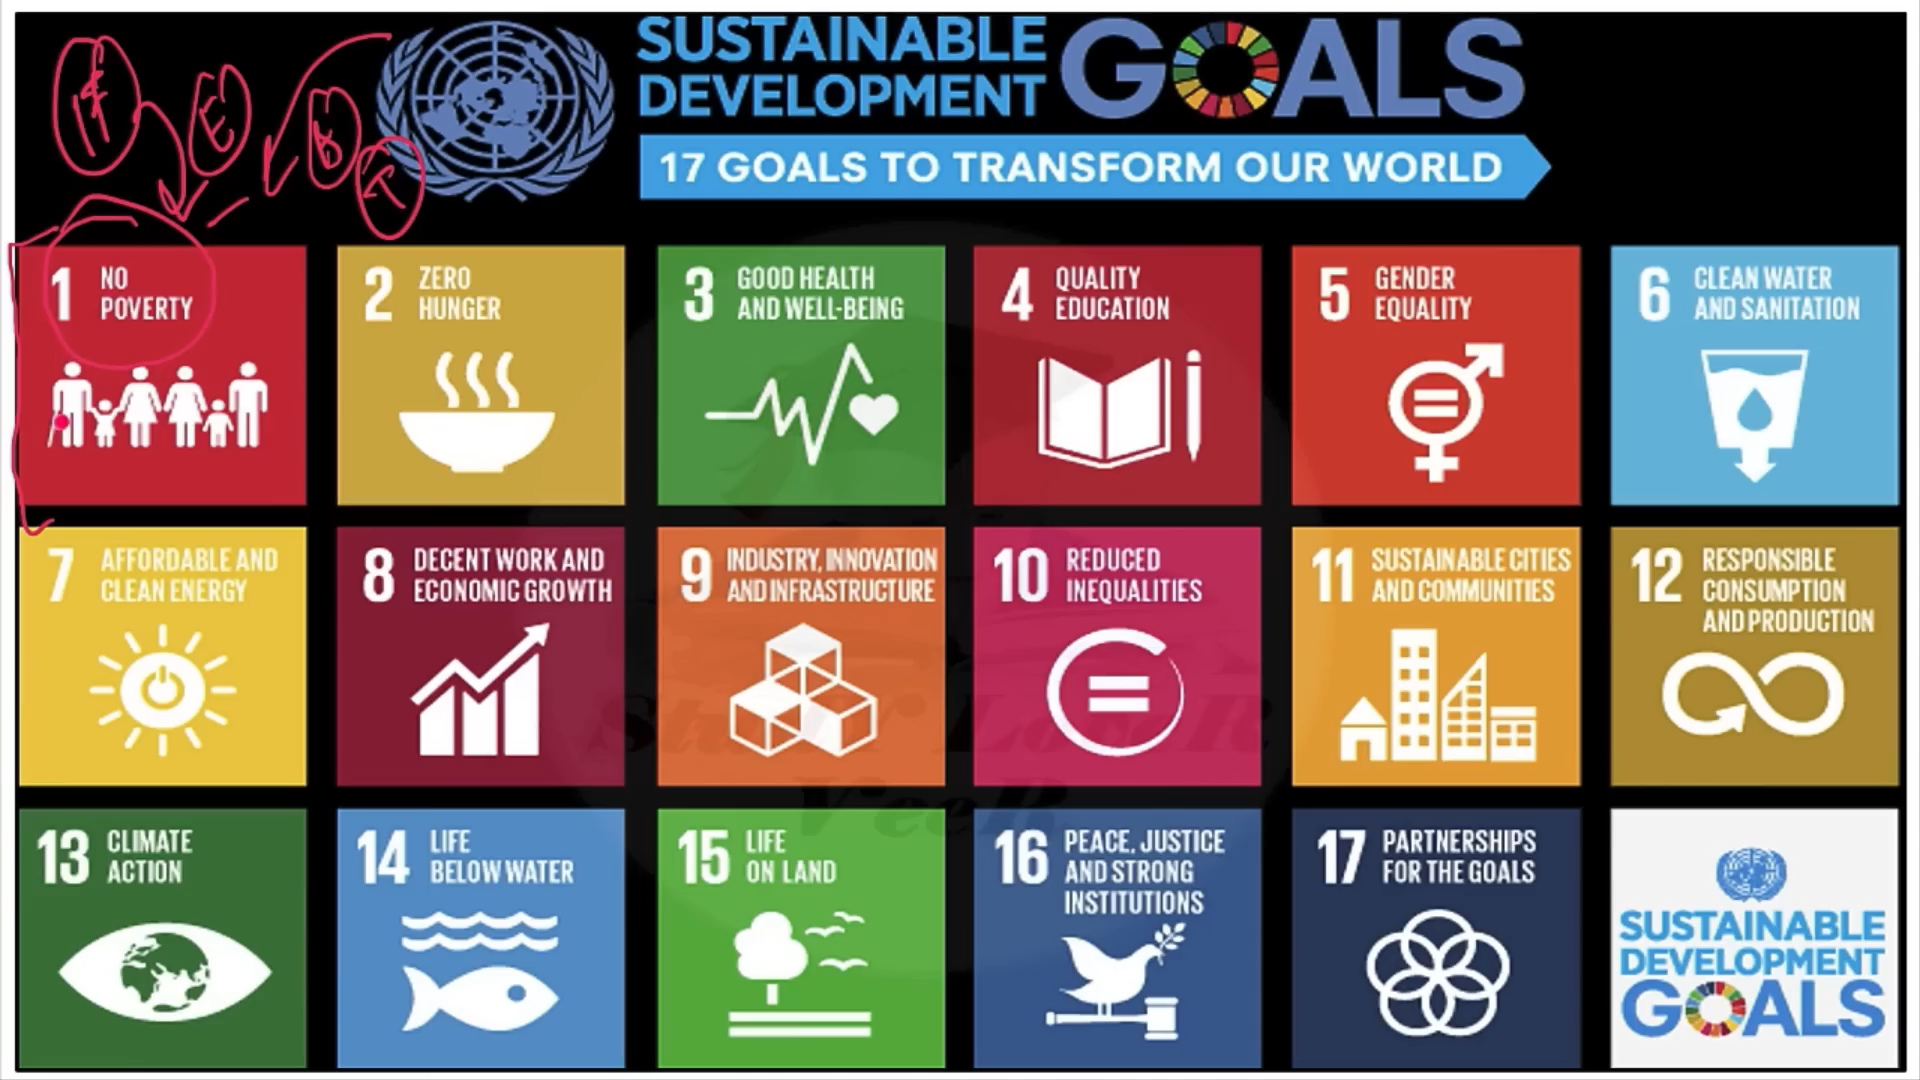 SUSTAINABLE
DEVELOPMENT
GOALS
17 GOALS TO TRANSFORM OUR WORLD
E
T
1 NO
POVERTY
2 ZERO
HUNGER
3 GOOD HEALTH
AND WELL-BEING
4 QUALITY
EDUCATION
5 GENDER
EQUALITY
6 CLEAN WATER
AND SANITATION
7 AFFORDABLE AND
CLEAN ENERGY
8 DECENT WORK AND
ECONOMIC GROWTH
9 INDUSTRY, INNOVATION
AND INFRASTRUCTURE
10 REDUCED
INEQUALITIES
11 SUSTAINABLE CITIES
AND COMMUNITIES
12 RESPONSIBLE
CONSUMPTION
AND PRODUCTION
13 CLIMATE
ACTION
14 LIFE
BELOW WATER
15 LIFE
ON LAND
16 PEACE, JUSTICE
AND STRONG
INSTITUTIONS
17 PARTNERSHIPS
FOR THE GOALS
SUSTAINABLE
DEVELOPMENT
GOALS